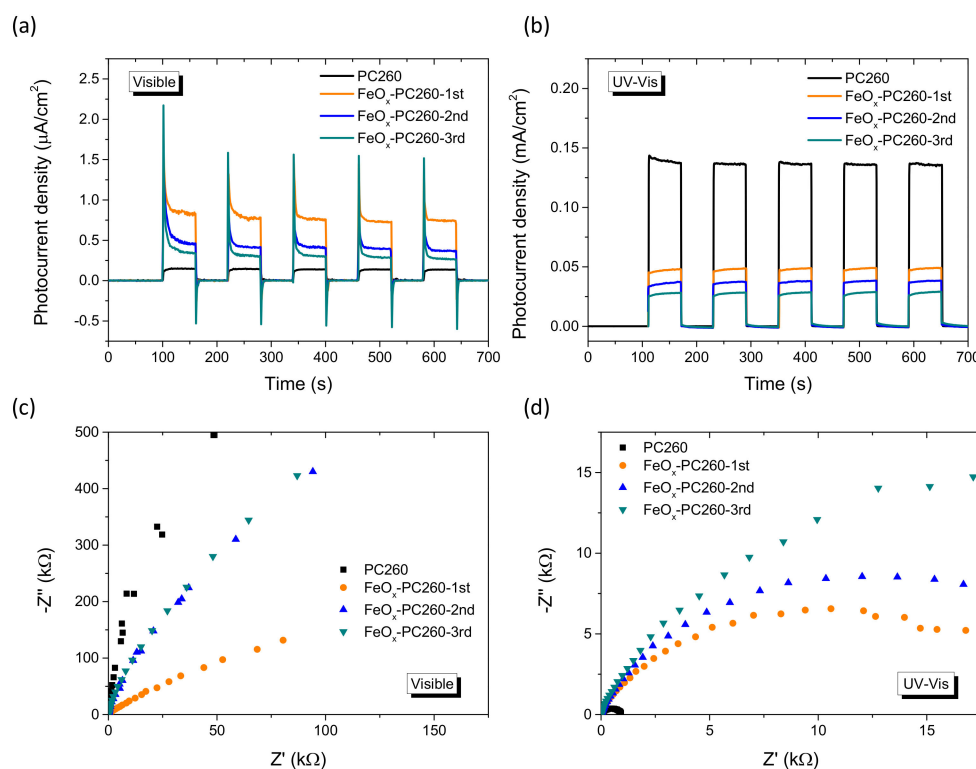 (a)
Photocurrent density (μA/cm²)
2.5
2.0
1.5
1.0
0.5
0.0
-0.5
Visible
PC260
FeOₓ-PC260-1st
FeOₓ-PC260-2nd
FeOₓ-PC260-3rd
0 100 200 300 400 500 600 700
Time (s)
(b)
Photocurrent density (mA/cm²)
0.15
0.10
0.05
0.00
UV-Vis
PC260
FeOₓ-PC260-1st
FeOₓ-PC260-2nd
FeOₓ-PC260-3rd
0 100 200 300 400 500 600 700
Time (s)
(c)
-Z'' (kΩ)
500
400
300
200
100
0
PC260
FeOₓ-PC260-1st
FeOₓ-PC260-2nd
FeOₓ-PC260-3rd
Visible
0 50 100 150
Z' (kΩ)
(d)
-Z'' (kΩ)
15
10
5
0
PC260
FeOₓ-PC260-1st
FeOₓ-PC260-2nd
FeOₓ-PC260-3rd
UV-Vis
0 5 10 15
Z' (kΩ)